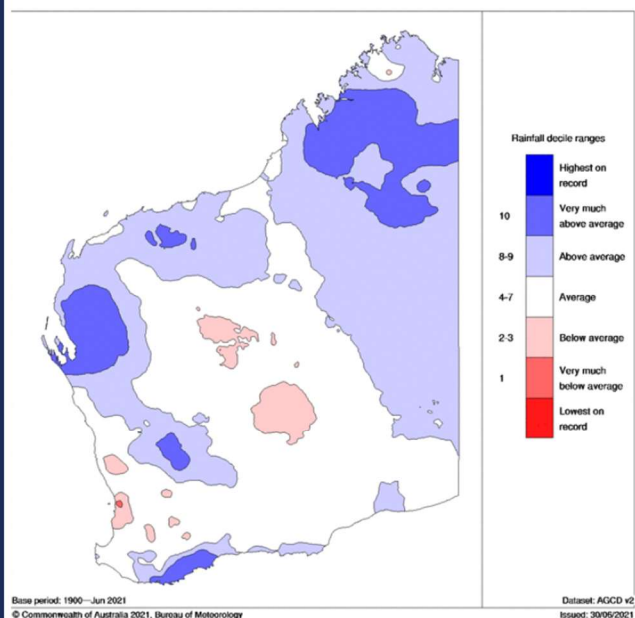 Rainfall decile ranges
Highest on
record
10
Very much
above average
8-9
Above average
4-7
Average
2-3
Below average
1
Very much
below average
Lowest on
record
Base period: 1900—Jun 2021
Dataset: AGCD v2
© Commonwealth of Australia 2021, Bureau of Meteorology
Issued: 30/06/2021